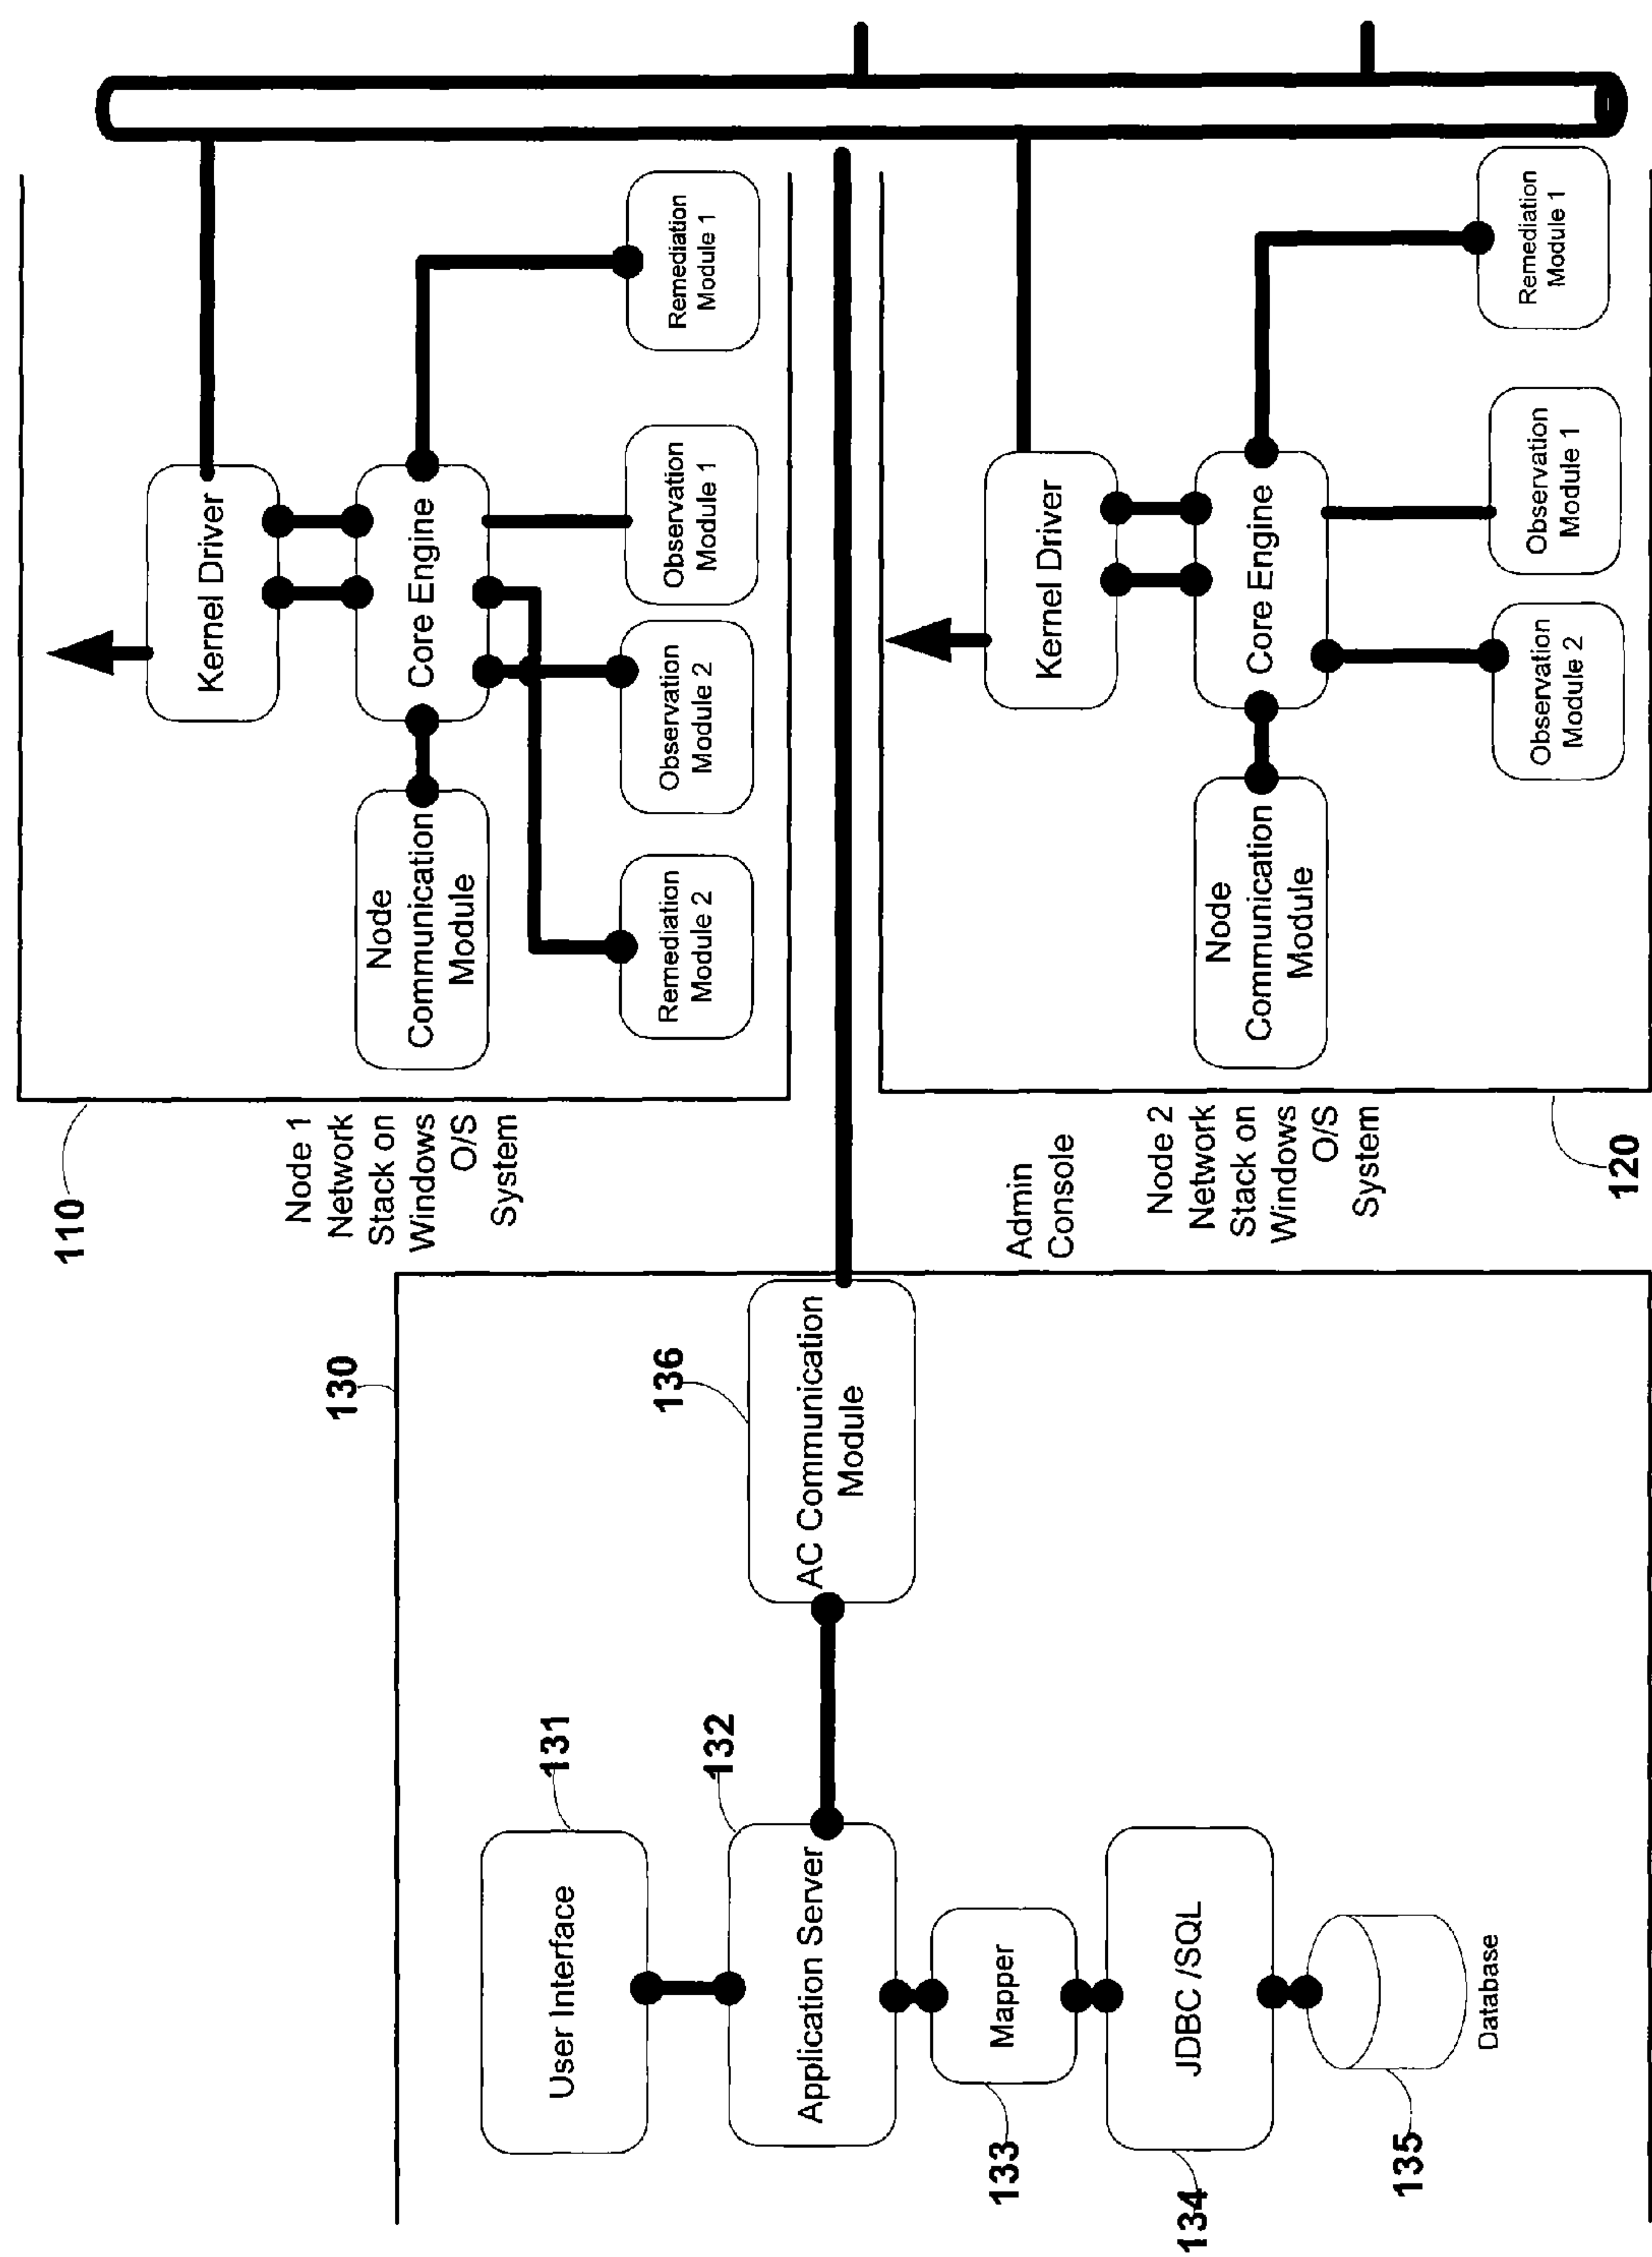 130
User Interface
131
Application Server
132
Mapper
133
JDBC /SQL
134
135
Database
AC Communication
Module
136
110
Node 1
Network
Stack on
Windows
O/S
System
Kernel Driver
Core Engine
Node
Communication
Module
Remediation
Module 2
Observation
Module 2
Observation
Module 1
Remediation
Module 1
Admin
Console
Node 2
Network
Stack on
Windows
O/S
System
120
Kernel Driver
Core Engine
Node
Communication
Module
Observation
Module 2
Observation
Module 1
Remediation
Module 1